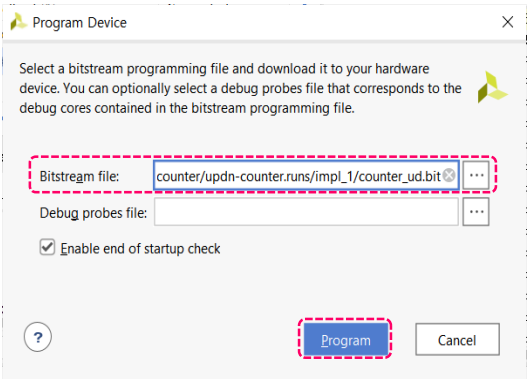 Program Device
Select a bitstream programming file and download it to your hardware
device. You can optionally select a debug probes file that corresponds to the
debug cores contained in the bitstream programming file.
Bitstream file: counter/updn-counter.runs/impl_1/counter_ud.bit ...
Debug probes file: ...
Enable end of startup check
?
Program Cancel